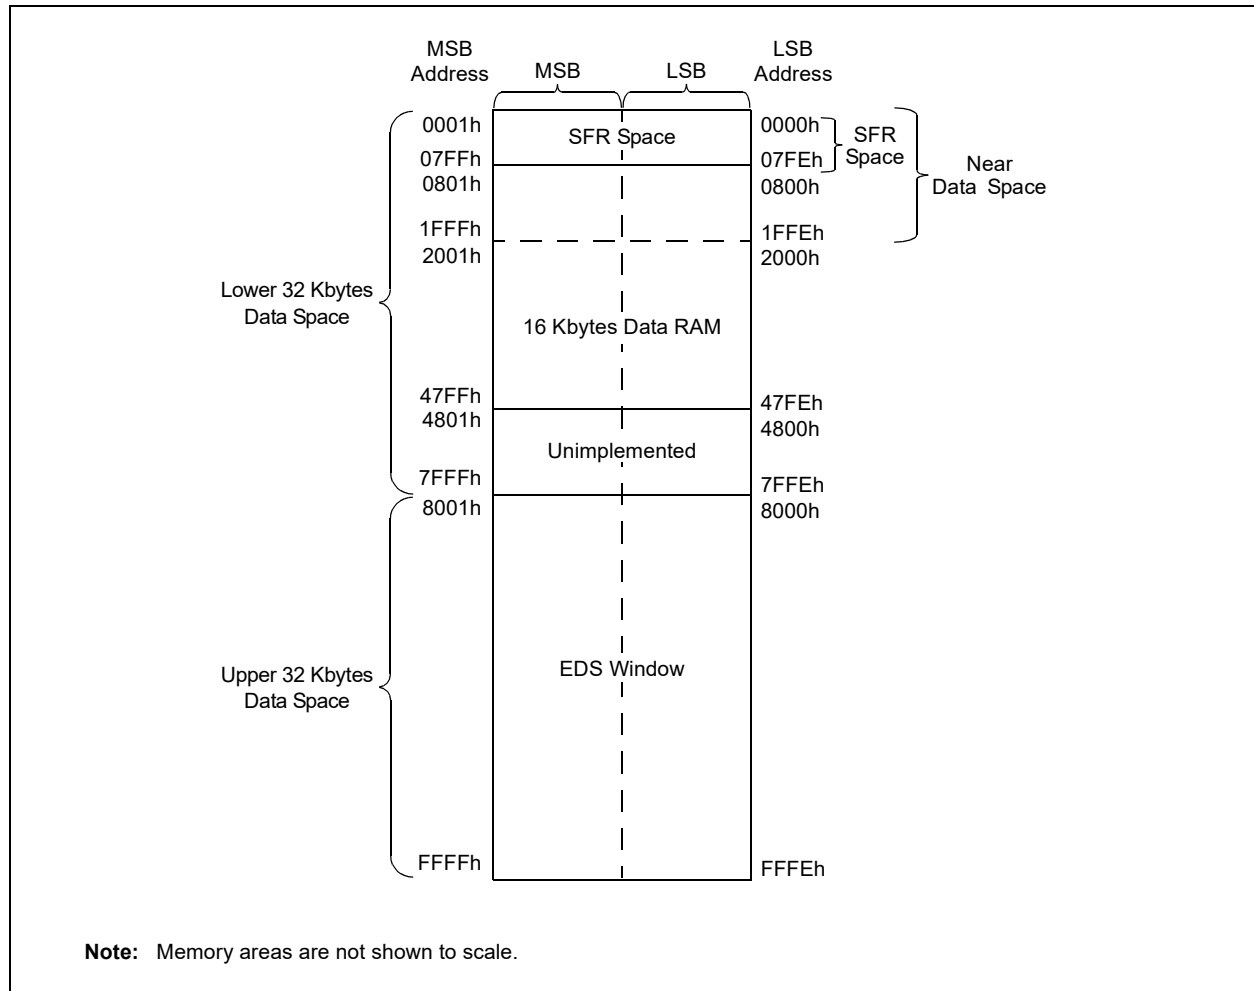 MSB
Address
MSB
LSB
LSB
Address
0001h
SFR Space
0000h
SFR
Space
07FFh
07FEh
0801h
0800h
Near
Data Space
1FFFh
1FFEh
2001h
2000h
Lower 32 Kbytes
Data Space
16 Kbytes Data RAM
47FFh
47FEh
4801h
4800h
Unimplemented
7FFFh
7FFEh
8001h
8000h
Upper 32 Kbytes
Data Space
EDS Window
FFFFh
FFFEh
Note: Memory areas are not shown to scale.